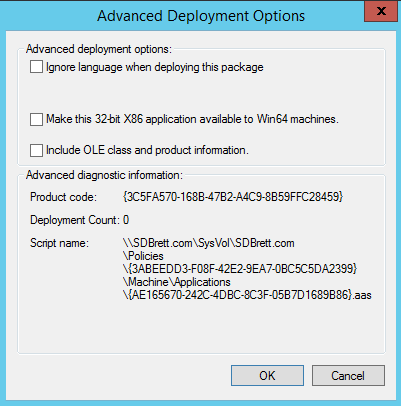 Advanced Deployment Options
x
Advanced deployment options:
Ignore language when deploying this package
Make this 32-bit X86 application available to Win64 machines.
Include OLE class and product information.
Advanced diagnostic information:
Product code: {3C5FA570-168B-47B2-A4C9-8B59FFC28459}
Deployment Count: 0
Script name: \\SDBrett.com\SysVol\SDBrett.com
\Policies
\{3ABEEDD3-F08F-42E2-9EA7-0BC5C5DA2399}
\Machine\Applications
\{AE165670-242C-4DBC-8C3F-05B7D1689B86}.aas
OK Cancel